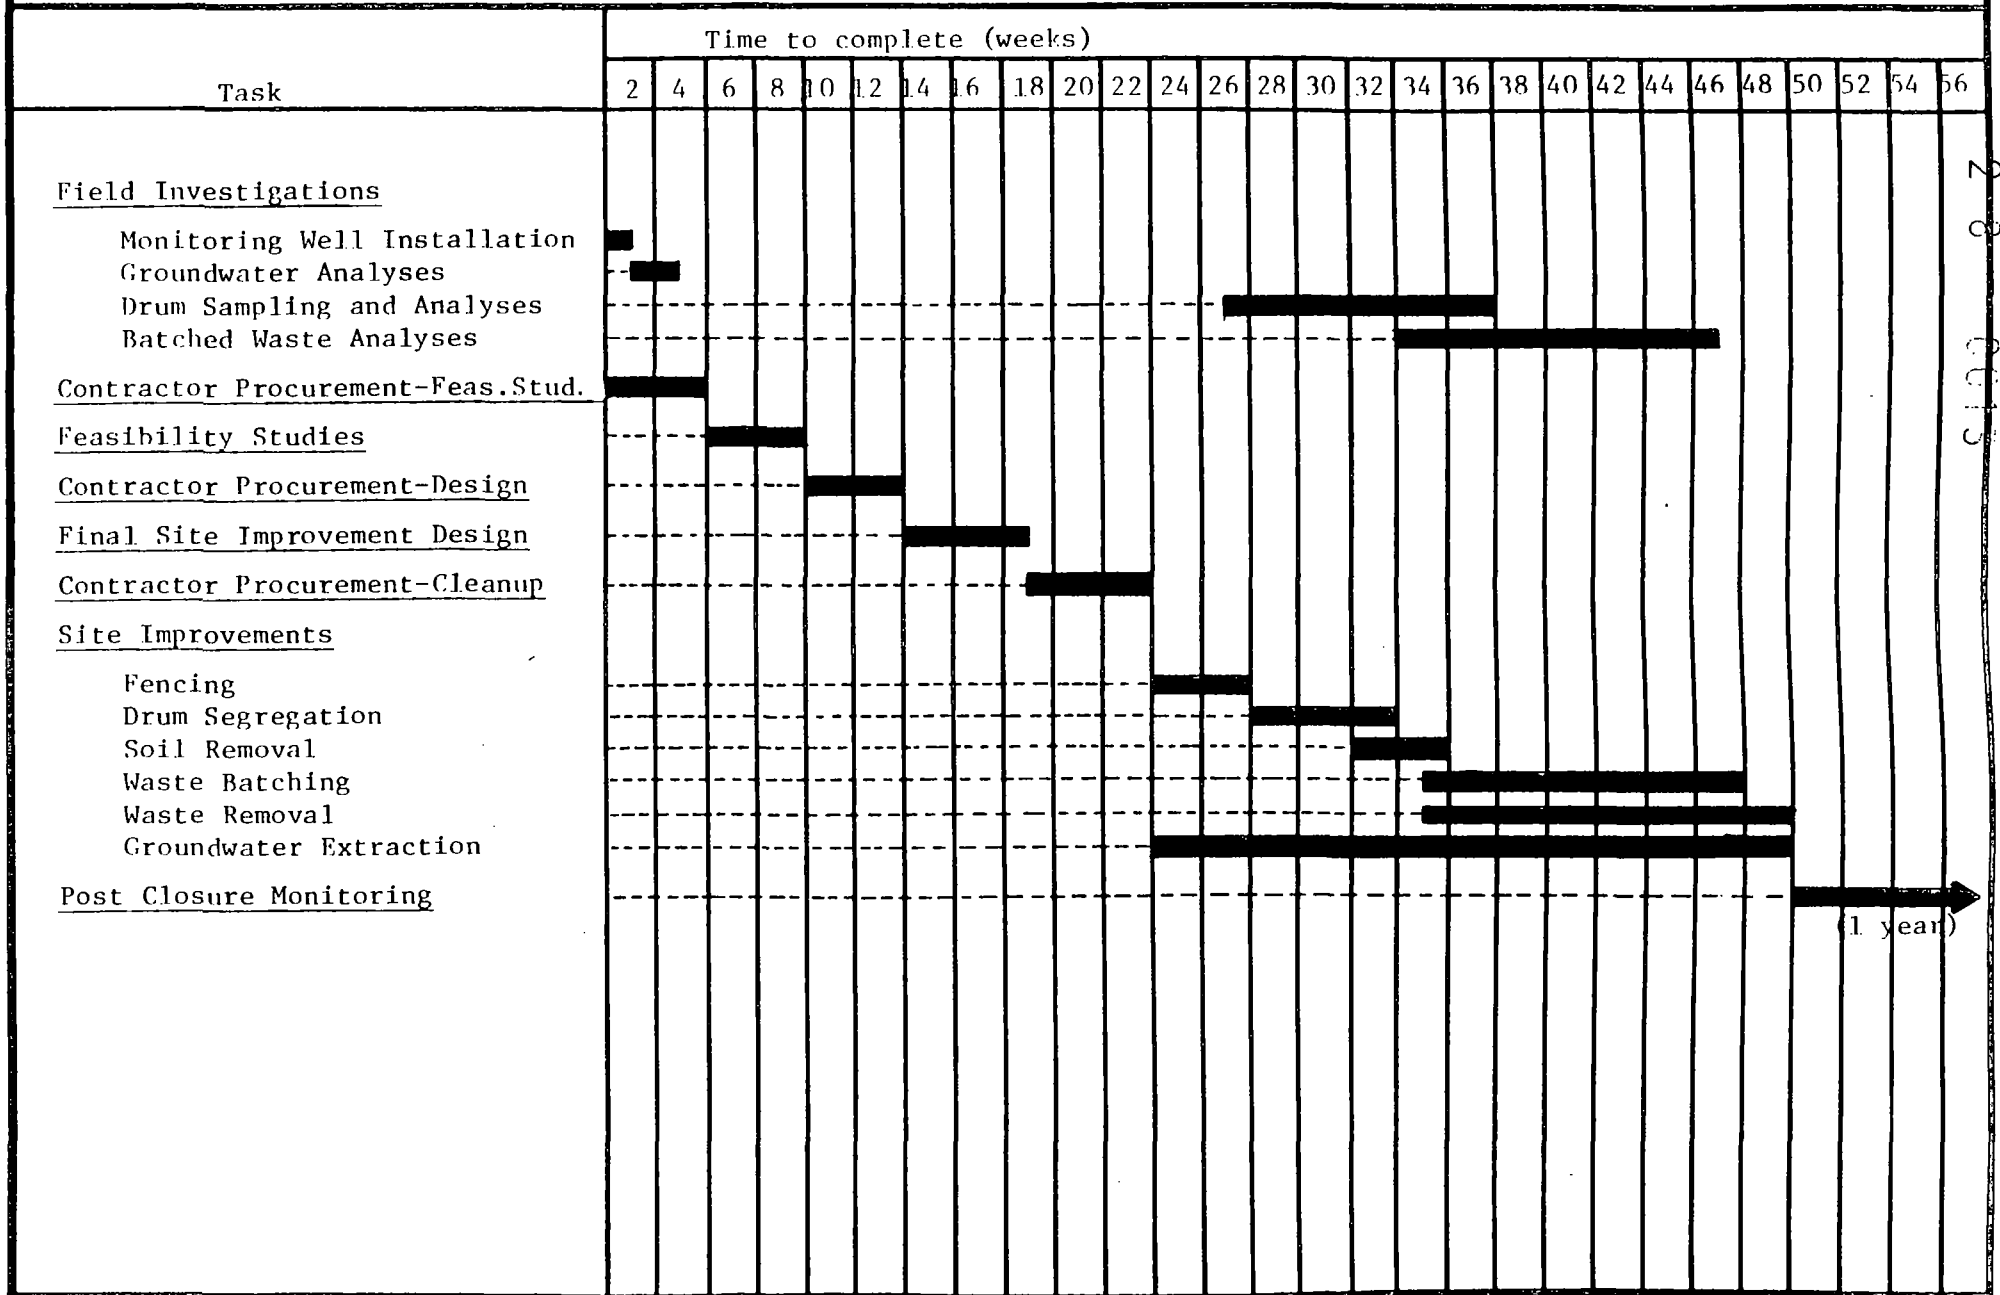 Time to complete (weeks)
Task 2 4 6 8 10 12 14 16 18 20 22 24 26 28 30 32 34 36 38 40 42 44 46 48 50 52 54 56
Field Investigations
Monitoring Well Installation
Groundwater Analyses
Drum Sampling and Analyses
Batched Waste Analyses
Contractor Procurement-Feas.Stud.
Feasibility Studies
Contractor Procurement-Design
Final Site Improvement Design
Contractor Procurement-Cleanup
Site Improvements
Fencing
Drum Segregation
Soil Removal
Waste Batching
Waste Removal
Groundwater Extraction
Post Closure Monitoring
(1 year)